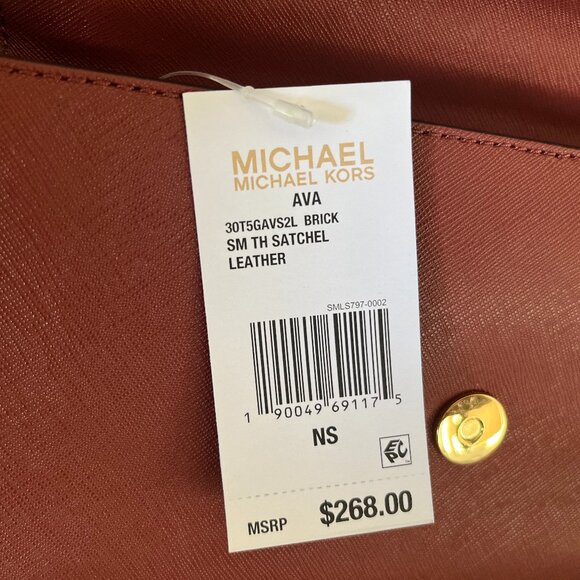 MICHAEL
MICHAEL KORS
AVA
30T5GAVS2L BRICK
SM TH SATCHEL
LEATHER
SMLS797-0002
1 90049 69117 5
NS
EPC
MSRP $268.00